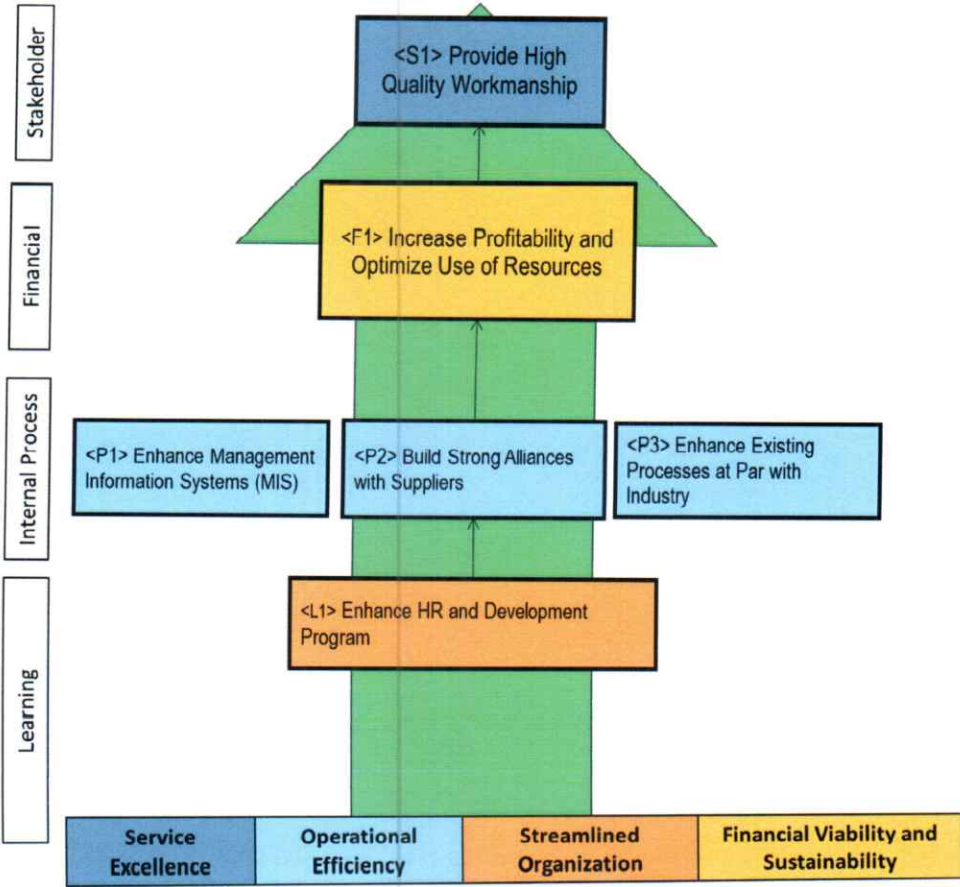 Stakeholder
<S1> Provide High
Quality Workmanship
Financial
<F1> Increase Profitability and
Optimize Use of Resources
Internal Process
<P1> Enhance Management
Information Systems (MIS)
<P2> Build Strong Alliances
with Suppliers
<P3> Enhance Existing
Processes at Par with
Industry
Learning
<L1> Enhance HR and Development
Program
Service
Excellence
Operational
Efficiency
Streamlined
Organization
Financial Viability and
Sustainability